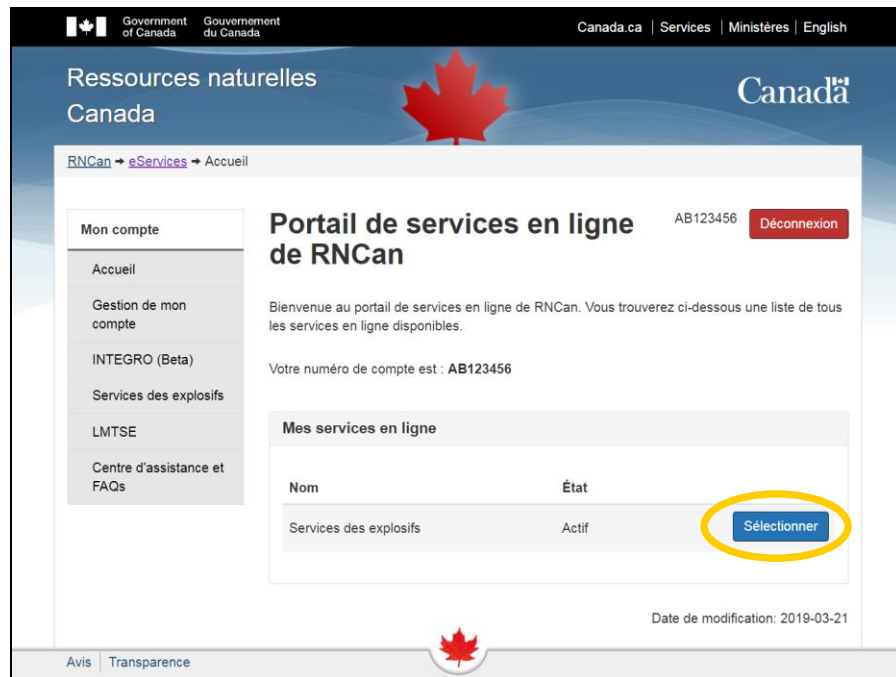 Government of Canada
Gouvernement du Canada
Canada.ca | Services | Ministères | English
Ressources naturelles
Canada
Canada
RNCan → eServices → Accueil
Mon compte
Accueil
Gestion de mon
compte
INTEGRO (Beta)
Services des explosifs
LMTSE
Centre d'assistance et
FAQs
Portail de services en ligne
de RNCan
AB123456
Déconnexion
Bienvenue au portail de services en ligne de RNCan. Vous trouverez ci-dessous une liste de tous
les services en ligne disponibles.
Votre numéro de compte est : AB123456
Mes services en ligne
Nom État
Services des explosifs Actif Sélectionner
Date de modification: 2019-03-21
Avis | Transparence